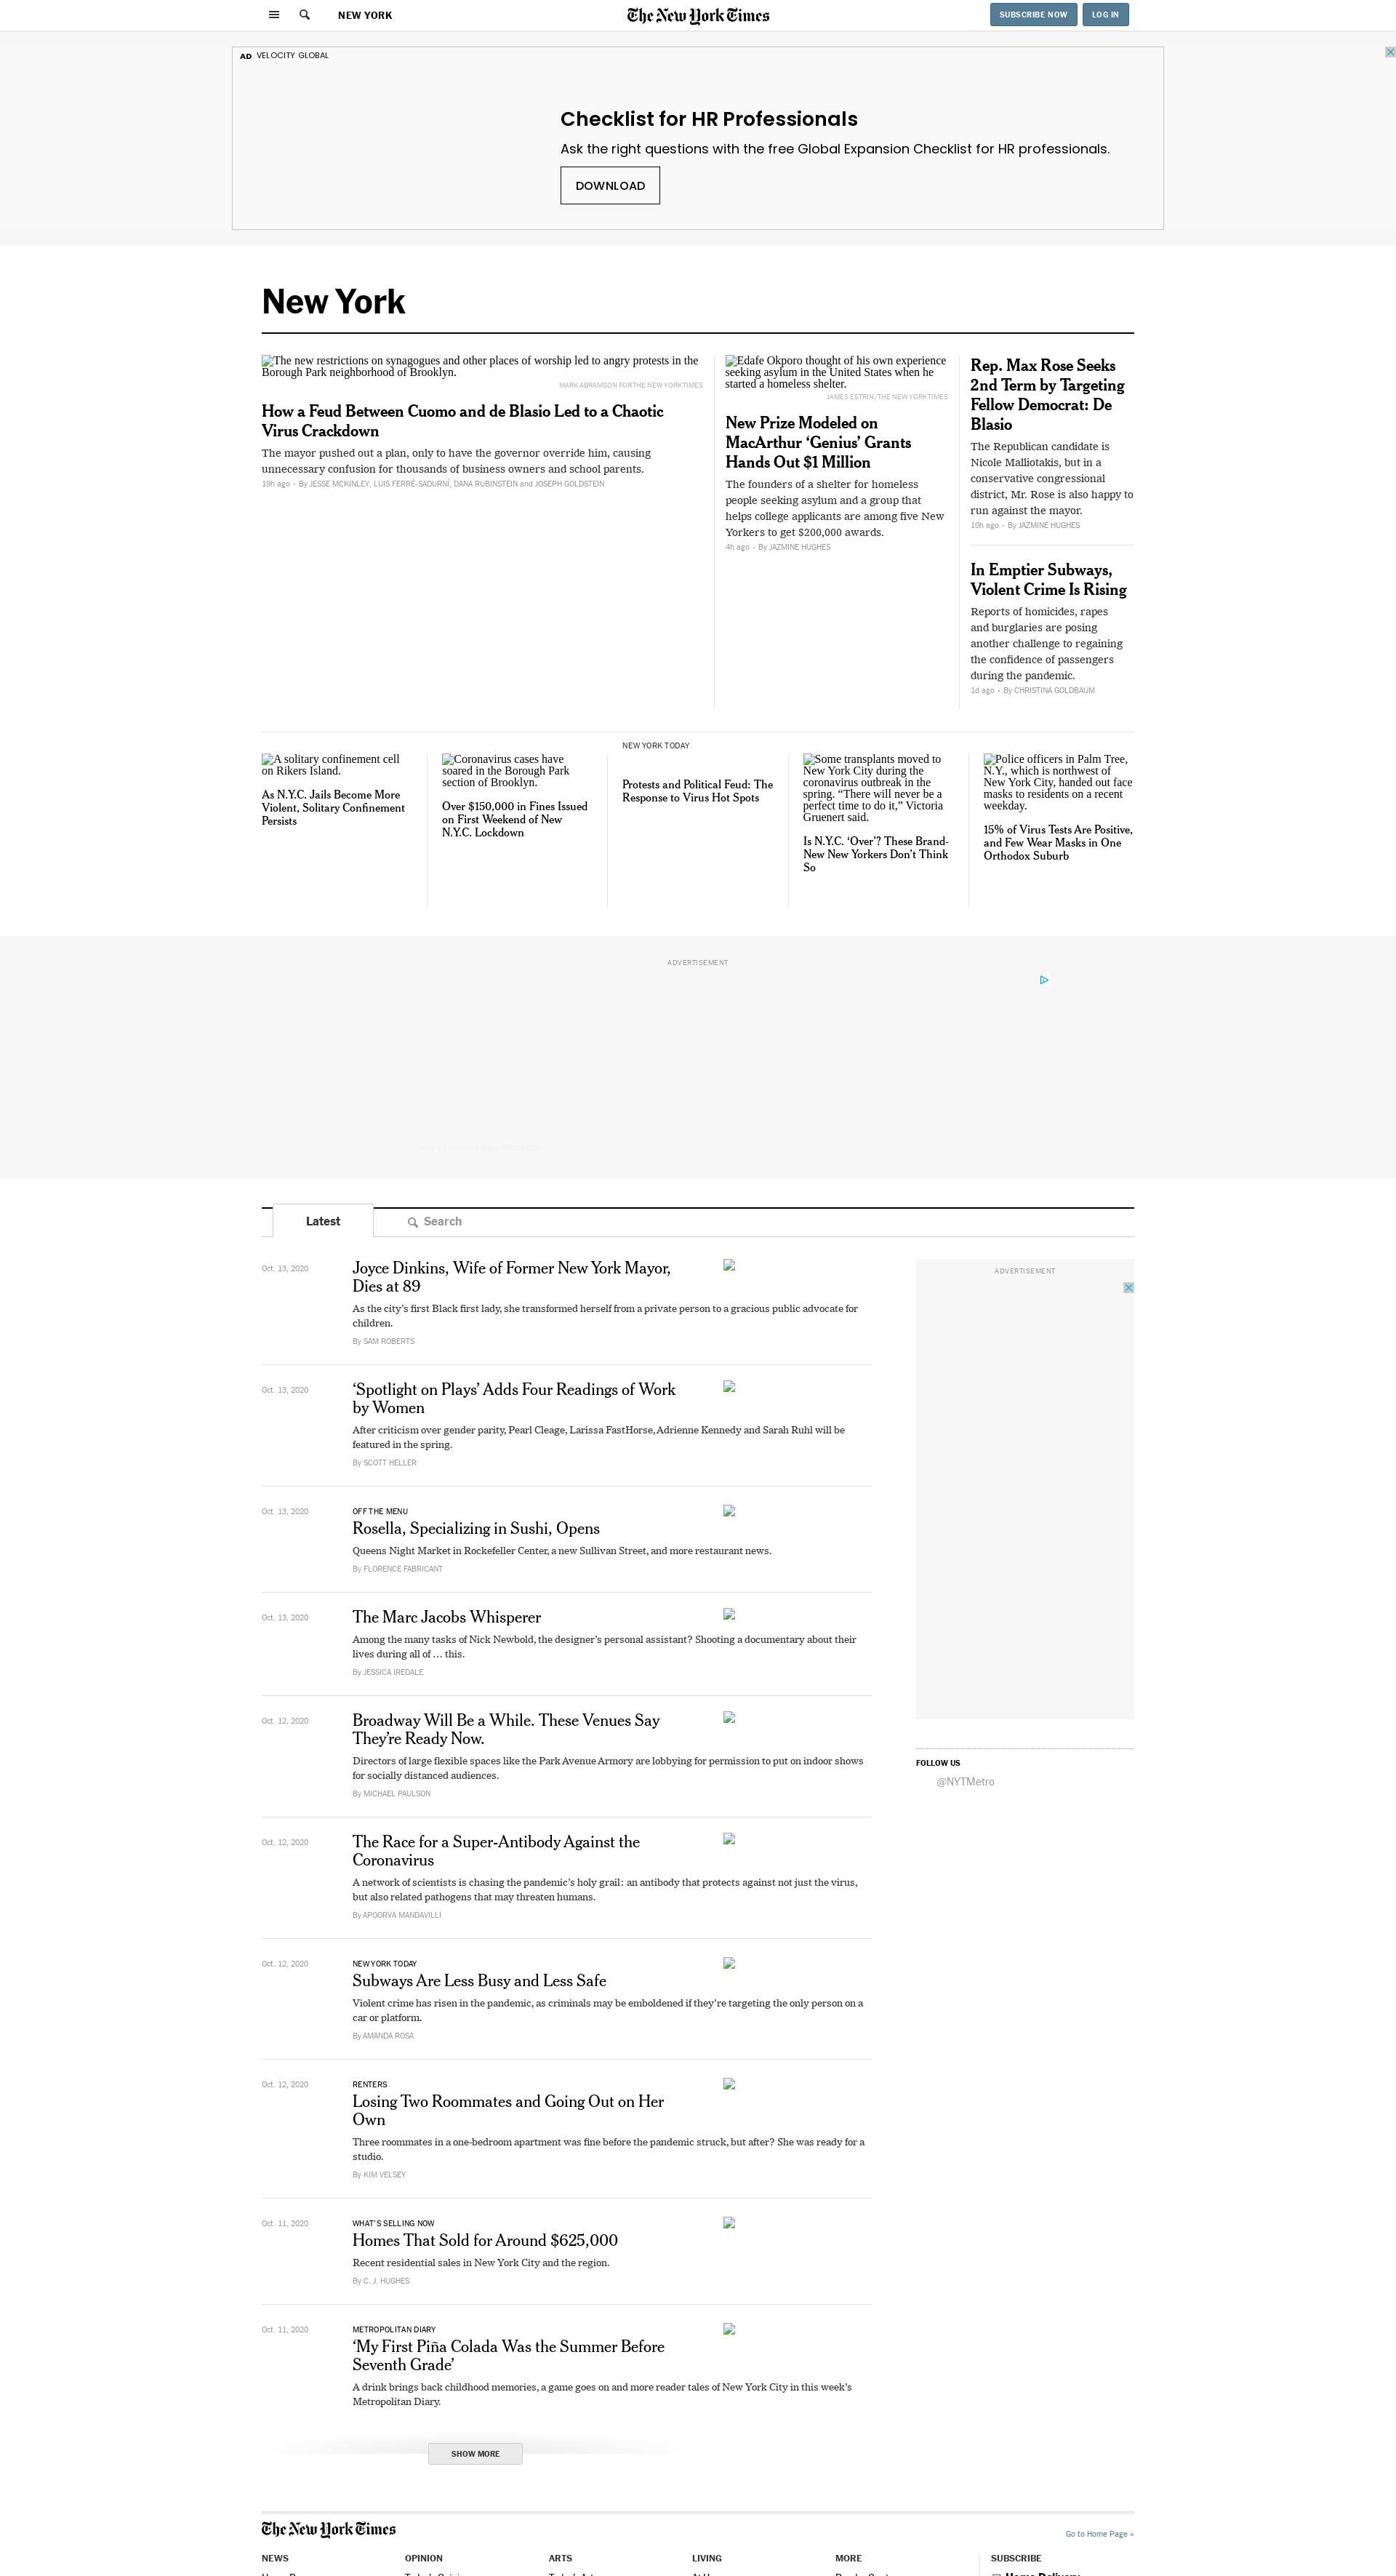 NEW YORK
The New York Times
SUBSCRIBE NOW
LOG IN
AD VELOCITY GLOBAL
Checklist for HR Professionals
Ask the right questions with the free Global Expansion Checklist for HR professionals.
DOWNLOAD
New York
The new restrictions on synagogues and other places of worship led to angry protests in the
Borough Park neighborhood of Brooklyn.
MARK ABRAMSON FOR THE NEW YORK TIMES
How a Feud Between Cuomo and de Blasio Led to a Chaotic
Virus Crackdown
The mayor pushed out a plan, only to have the governor override him, causing
unnecessary confusion for thousands of business owners and school parents.
19h ago • By JESSE MCKINLEY, LUIS FERRÉ-SADURNÍ, DANA RUBINSTEIN and JOSEPH GOLDSTEIN
Edafe Okporo thought of his own experience
seeking asylum in the United States when he
started a homeless shelter.
JAMES ESTRIN/THE NEW YORK TIMES
New Prize Modeled on
MacArthur ‘Genius’ Grants
Hands Out $1 Million
The founders of a shelter for homeless
people seeking asylum and a group that
helps college applicants are among five New
Yorkers to get $200,000 awards.
4h ago • By JAZMINE HUGHES
Rep. Max Rose Seeks
2nd Term by Targeting
Fellow Democrat: De
Blasio
The Republican candidate is
Nicole Malliotakis, but in a
conservative congressional
district, Mr. Rose is also happy to
run against the mayor.
10h ago • By JAZMINE HUGHES
In Emptier Subways,
Violent Crime Is Rising
Reports of homicides, rapes
and burglaries are posing
another challenge to regaining
the confidence of passengers
during the pandemic.
1d ago • By CHRISTINA GOLDBAUM
A solitary confinement cell
on Rikers Island.
As N.Y.C. Jails Become More
Violent, Solitary Confinement
Persists
Coronavirus cases have
soared in the Borough Park
section of Brooklyn.
Over $150,000 in Fines Issued
on First Weekend of New
N.Y.C. Lockdown
NEW YORK TODAY
Protests and Political Feud: The
Response to Virus Hot Spots
Some transplants moved to
New York City during the
coronavirus outbreak in the
spring. “There will never be a
perfect time to do it,” Victoria
Gruenert said.
Is N.Y.C. ‘Over’? These Brand-
New New Yorkers Don’t Think
So
Police officers in Palm Tree,
N.Y., which is northwest of
New York City, handed out face
masks to residents on a recent
weekday.
15% of Virus Tests Are Positive,
and Few Wear Masks in One
Orthodox Suburb
ADVERTISEMENT
Latest
Search
Oct. 13, 2020
Joyce Dinkins, Wife of Former New York Mayor,
Dies at 89
As the city’s first Black first lady, she transformed herself from a private person to a gracious public advocate for
children.
By SAM ROBERTS
ADVERTISEMENT
Oct. 13, 2020
‘Spotlight on Plays’ Adds Four Readings of Work
by Women
After criticism over gender parity, Pearl Cleage, Larissa FastHorse, Adrienne Kennedy and Sarah Ruhl will be
featured in the spring.
By SCOTT HELLER
Oct. 13, 2020
OFF THE MENU
Rosella, Specializing in Sushi, Opens
Queens Night Market in Rockefeller Center, a new Sullivan Street, and more restaurant news.
By FLORENCE FABRICANT
Oct. 13, 2020
The Marc Jacobs Whisperer
Among the many tasks of Nick Newbold, the designer’s personal assistant? Shooting a documentary about their
lives during all of … this.
By JESSICA IREDALE
Oct. 12, 2020
Broadway Will Be a While. These Venues Say
They’re Ready Now.
Directors of large flexible spaces like the Park Avenue Armory are lobbying for permission to put on indoor shows
for socially distanced audiences.
By MICHAEL PAULSON
FOLLOW US
@NYTMetro
Oct. 12, 2020
The Race for a Super-Antibody Against the
Coronavirus
A network of scientists is chasing the pandemic’s holy grail: an antibody that protects against not just the virus,
but also related pathogens that may threaten humans.
By APOORVA MANDAVILLI
Oct. 12, 2020
NEW YORK TODAY
Subways Are Less Busy and Less Safe
Violent crime has risen in the pandemic, as criminals may be emboldened if they’re targeting the only person on a
car or platform.
By AMANDA ROSA
Oct. 12, 2020
RENTERS
Losing Two Roommates and Going Out on Her
Own
Three roommates in a one-bedroom apartment was fine before the pandemic struck, but after? She was ready for a
studio.
By KIM VELSEY
Oct. 11, 2020
WHAT’S SELLING NOW
Homes That Sold for Around $625,000
Recent residential sales in New York City and the region.
By C. J. HUGHES
Oct. 11, 2020
METROPOLITAN DIARY
‘My First Piña Colada Was the Summer Before
Seventh Grade’
A drink brings back childhood memories, a game goes on and more reader tales of New York City in this week’s
Metropolitan Diary.
SHOW MORE
The New York Times
Go to Home Page »
NEWS
OPINION
ARTS
LIVING
MORE
SUBSCRIBE